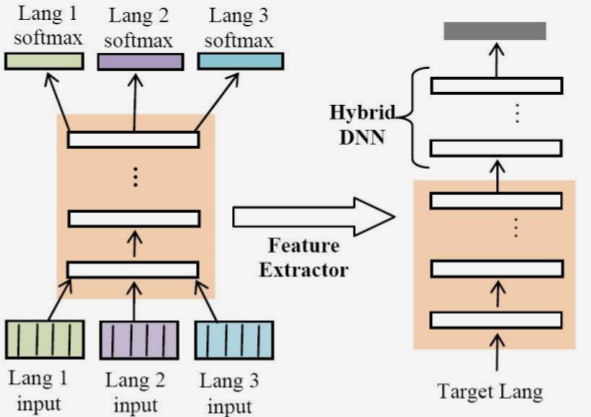 Lang 1
softmax
Lang 2
softmax
Lang 3
softmax
Hybrid
DNN
Feature
Extractor
Lang 1
input
Lang 2
input
Lang 3
input
Target Lang